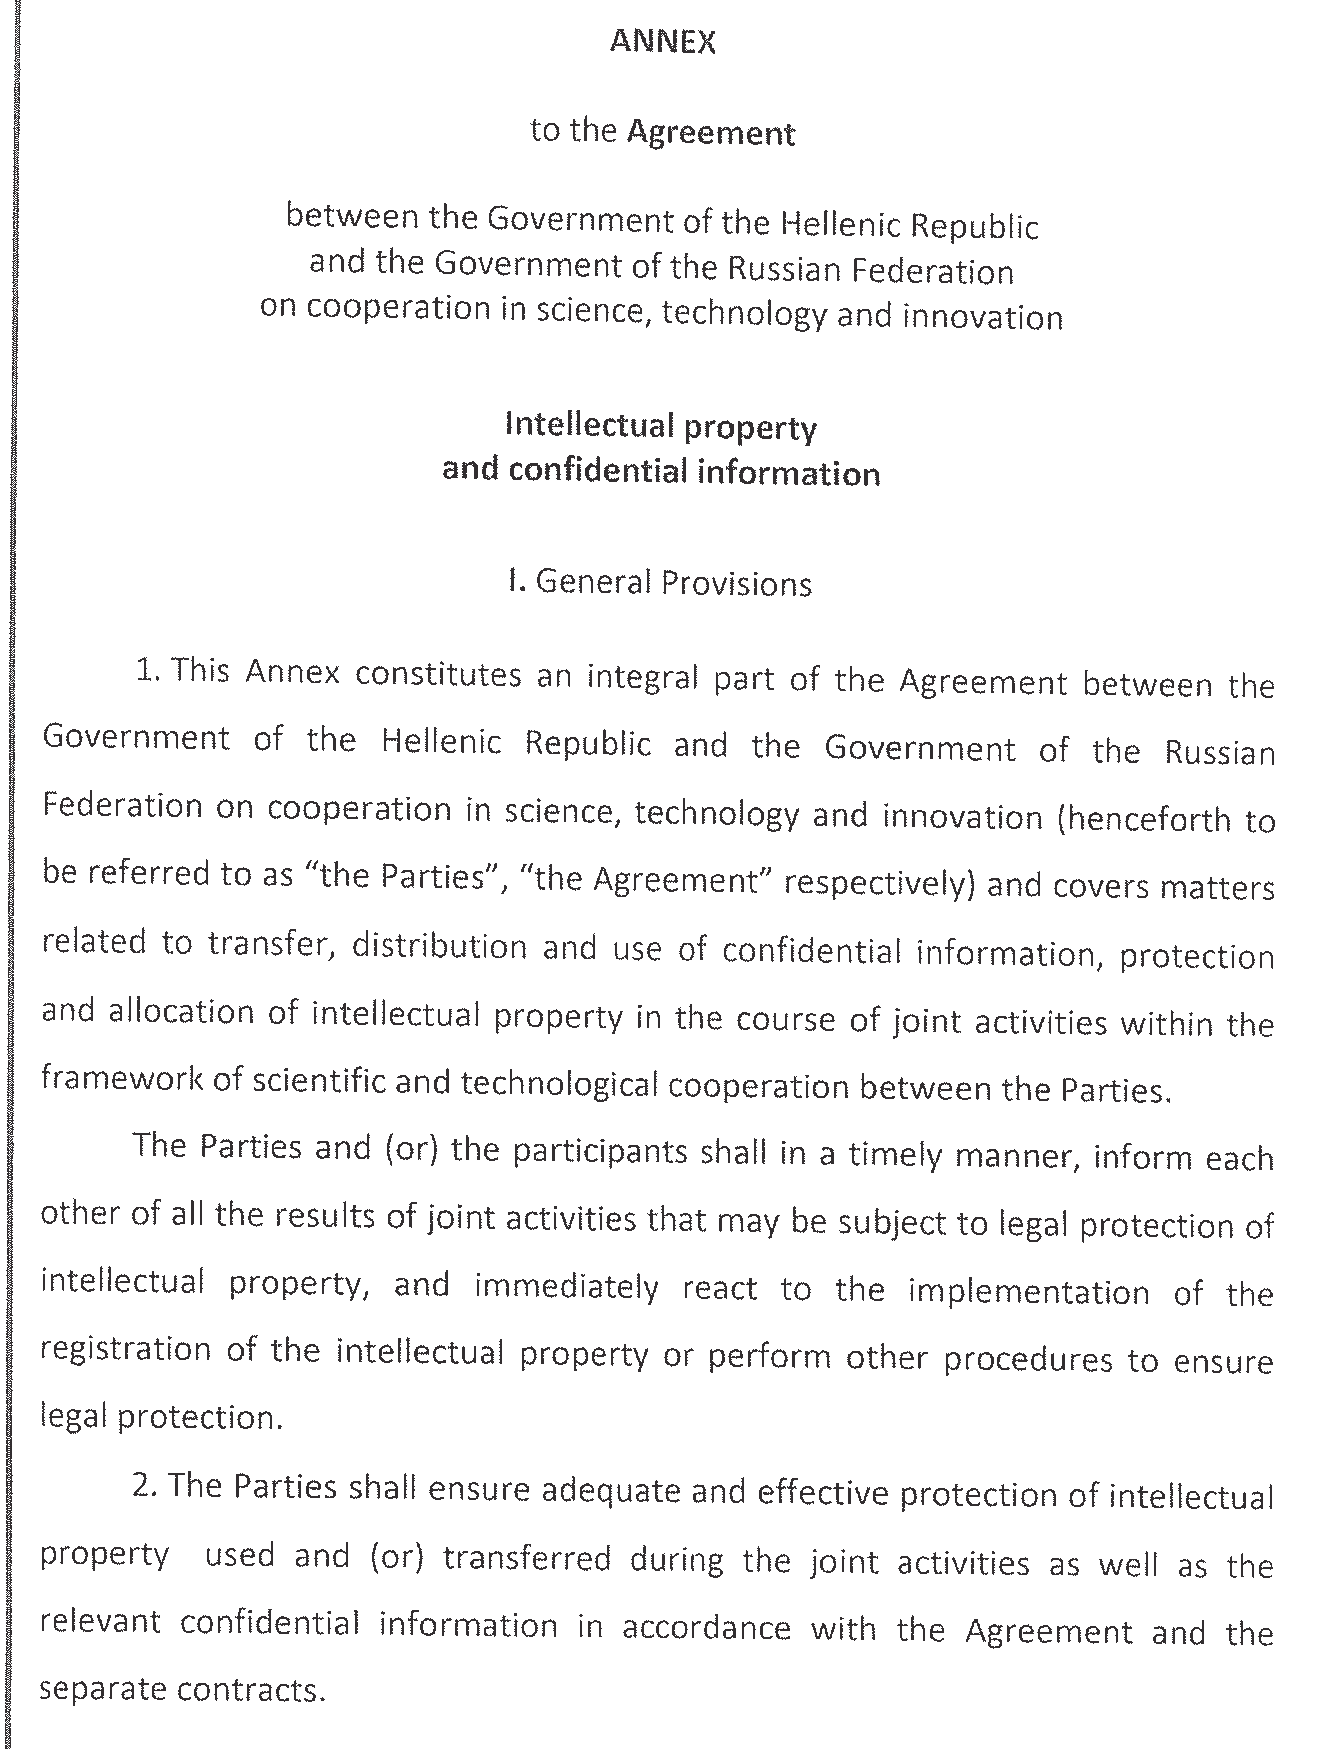 ANNEX
to the Agreement
between the Government of the Hellenic Republic
and the Government of the Russian Federation
on cooperation in science, technology and innovation
Intellectual property
and confidential information
I. General Provisions
1. This Annex constitutes an integral part of the Agreement between the
Government of the Hellenic Republic and the Government of the Russian
Federation on cooperation in science, technology and innovation (henceforth to
be referred to as “the Parties”, “the Agreement” respectively) and covers matters
related to transfer, distribution and use of confidential information, protection
and allocation of intellectual property in the course of joint activities within the
framework of scientific and technological cooperation between the Parties.
The Parties and (or) the participants shall in a timely manner, inform each
other of all the results of joint activities that may be subject to legal protection of
intellectual property, and immediately react to the implementation of the
registration of the intellectual property or perform other procedures to ensure
legal protection.
2. The Parties shall ensure adequate and effective protection of intellectual
property used and (or) transferred during the joint activities as well as the
relevant confidential information in accordance with the Agreement and the
separate contracts.